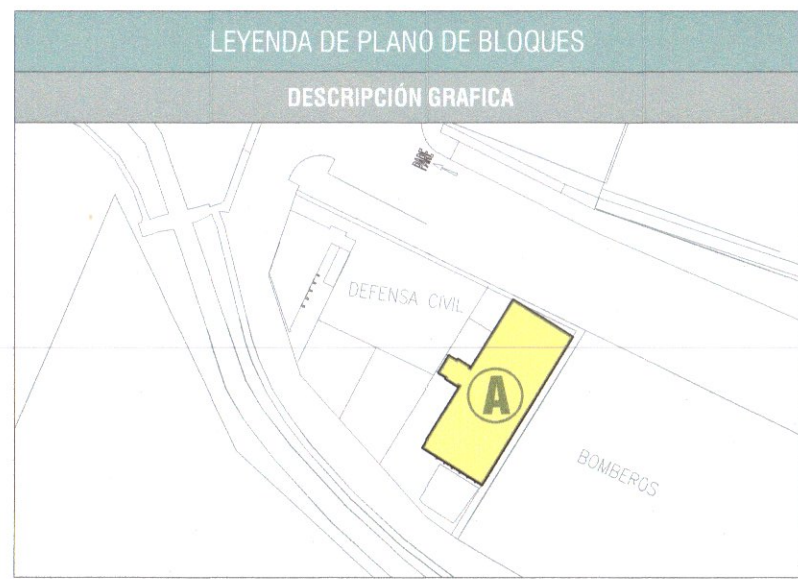 LEYENDA DE PLANO DE BLOQUES
DESCRIPCIÓN GRAFICA
DEFENSA CIVIL
A
BOMBEROS